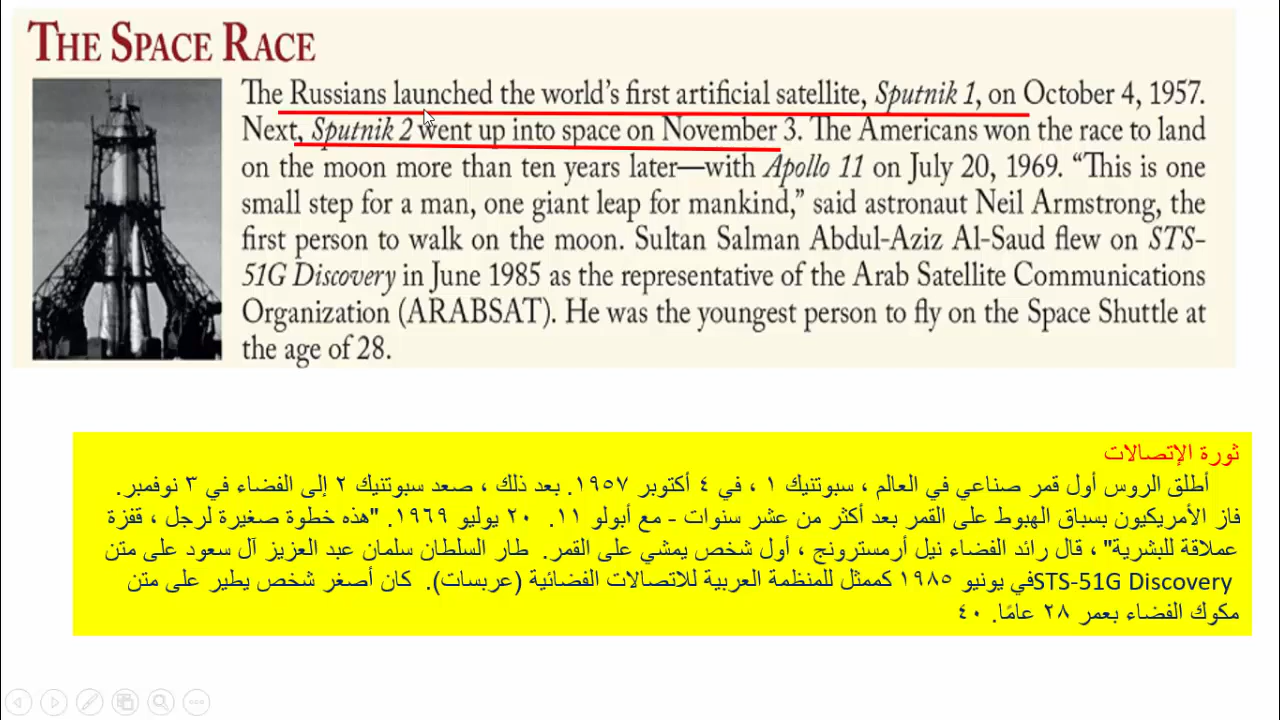 THE SPACE RACE
The Russians launched the world's first artificial satellite, Sputnik 1, on October 4, 1957.
Next, Sputnik 2 went up into space on November 3. The Americans won the race to land
on the moon more than ten years later—with Apollo 11 on July 20, 1969. “This is one
small step for a man, one giant leap for mankind,” said astronaut Neil Armstrong, the
first person to walk on the moon. Sultan Salman Abdul-Aziz Al-Saud flew on STS-
51G Discovery in June 1985 as the representative of the Arab Satellite Communications
Organization (ARABSAT). He was the youngest person to fly on the Space Shuttle at
the age of 28.
ثورة الإتصالات
أطلق الروس أول قمر صناعي في العالم ، سبوتنيك ١ ، في ٤ أكتوبر ١٩٥٧. بعد ذلك ، صعد سبوتنيك ٢ إلى الفضاء في ٣ نوفمبر.
فاز الأمريكيون بسباق الهبوط على القمر بعد أكثر من عشر سنوات - مع أبولو ١١. ٢٠ يوليو ١٩٦٩. "هذه خطوة صغيرة لرجل ، قفزة
عملاقة للبشرية" ، قال رائد الفضاء نيل أرمسترونج ، أول شخص يمشي على القمر. طار السلطان سلمان عبد العزيز آل سعود على متن
STS-51G Discovery في يونيو ١٩٨٥ كممثل للمنظمة العربية للاتصالات الفضائية (عربسات). كان أصغر شخص يطير على متن
مكوك الفضاء بعمر ٢٨ عامًا. ٤٠